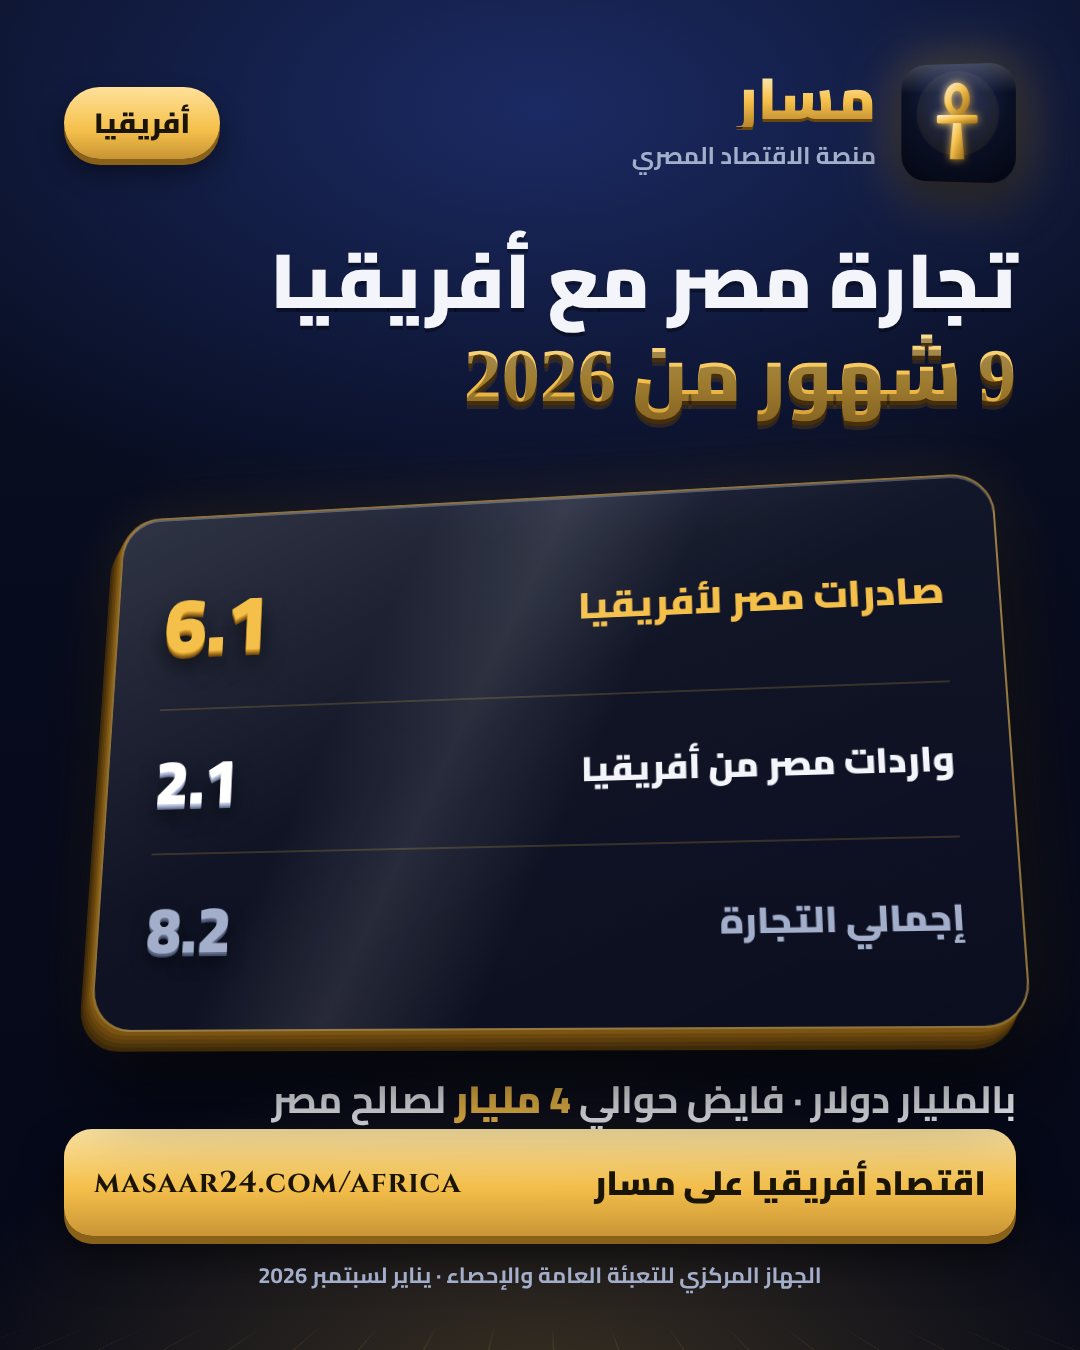 مسار
منصة الاقتصاد المصري
أفريقيا
تجارة مصر مع أفريقيا
9 شهور من 2026
صادرات مصر لأفريقيا 6.1
واردات مصر من أفريقيا 2.1
إجمالي التجارة 8.2
بالمليار دولار · فايض حوالي 4 مليار لصالح مصر
اقتصاد أفريقيا على مسار MASAAR24.COM/AFRICA
الجهاز المركزي للتعبئة العامة والإحصاء · يناير لسبتمبر 2026